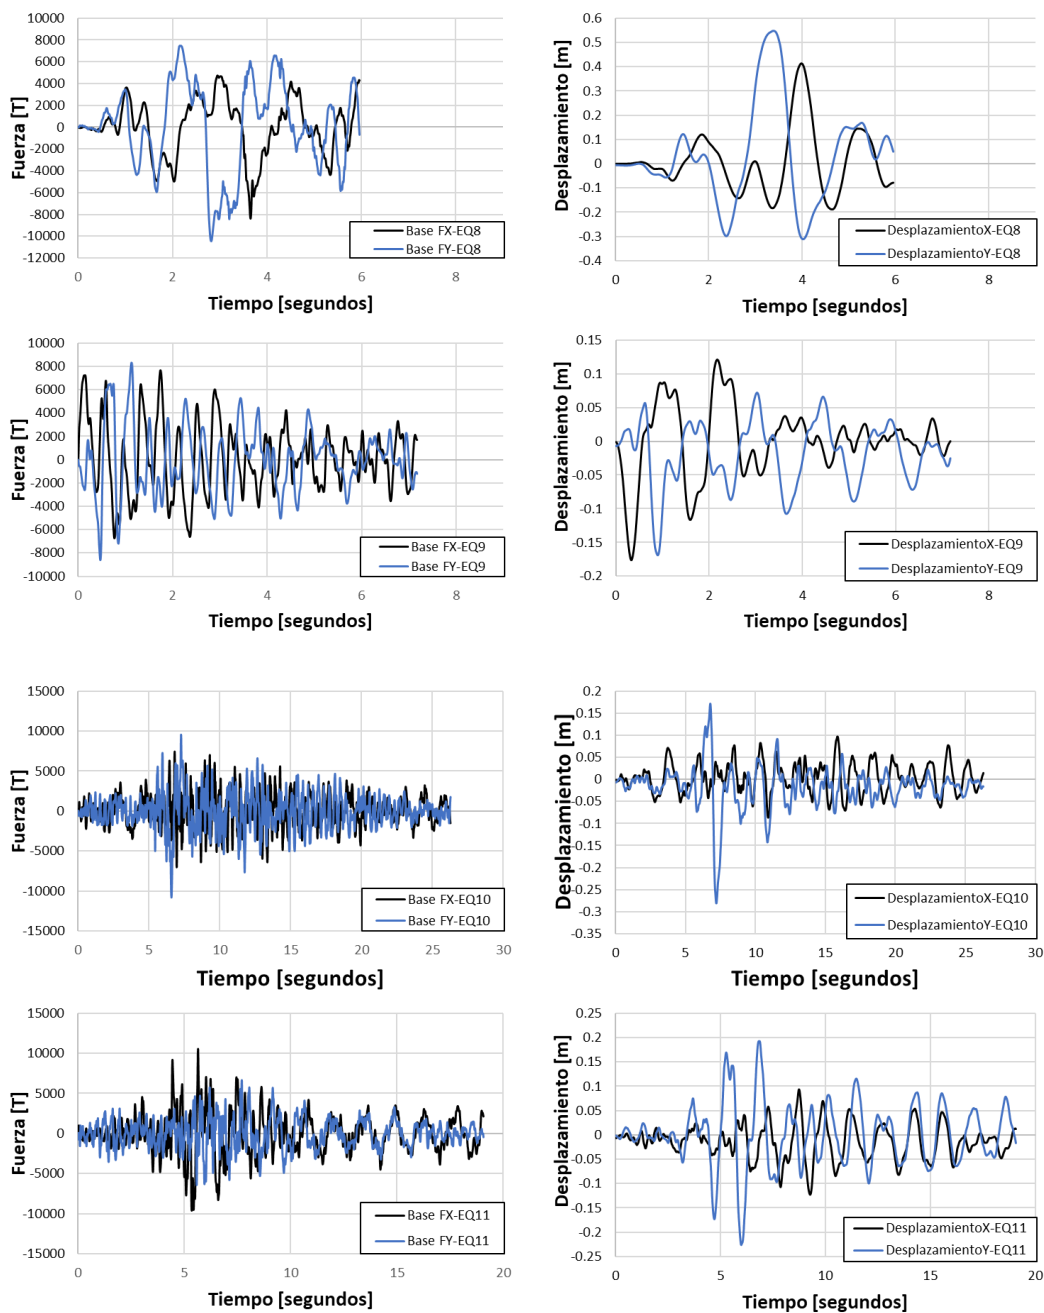 10000
8000
6000
4000
2000
0
-2000
-4000
-6000
-8000
-10000
-12000
Fuerza [T]
0 2 4 6 8
Tiempo [segundos]
Base FX-EQ8
Base FY-EQ8
0.6
0.5
0.4
0.3
0.2
0.1
0
-0.1
-0.2
-0.3
-0.4
Desplazamiento [m]
0 2 4 6 8
Tiempo [segundos]
DesplazamientoX-EQ8
DesplazamientoY-EQ8
10000
8000
6000
4000
2000
0
-2000
-4000
-6000
-8000
-10000
Fuerza [T]
0 2 4 6 8
Tiempo [segundos]
Base FX-EQ9
Base FY-EQ9
0.15
0.1
0.05
0
-0.05
-0.1
-0.15
-0.2
Desplazamiento [m]
0 2 4 6 8
Tiempo [segundos]
DesplazamientoX-EQ9
DesplazamientoY-EQ9
15000
10000
5000
0
-5000
-10000
-15000
Fuerza [T]
0 5 10 15 20 25 30
Tiempo [segundos]
Base FX-EQ10
Base FY-EQ10
0.2
0.15
0.1
0.05
0
-0.05
-0.1
-0.15
-0.2
-0.25
-0.3
-0.35
Desplazamiento [m]
0 5 10 15 20 25 30
Tiempo [segundos]
DesplazamientoX-EQ10
DesplazamientoY-EQ10
15000
10000
5000
0
-5000
-10000
-15000
Fuerza [T]
0 5 10 15 20
Tiempo [segundos]
Base FX-EQ11
Base FY-EQ11
0.25
0.2
0.15
0.1
0.05
0
-0.05
-0.1
-0.15
-0.2
-0.25
Desplazamiento [m]
0 5 10 15 20
Tiempo [segundos]
DesplazamientoX-EQ11
DesplazamientoY-EQ11